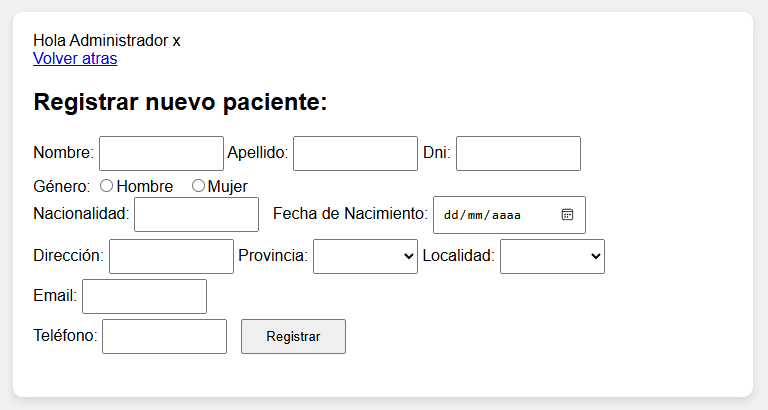 Hola Administrador x
Volver atras
Registrar nuevo paciente:
Nombre: Apellido: Dni:
Género: Hombre Mujer
Nacionalidad: Fecha de Nacimiento: dd/mm/aaaa
Dirección: Provincia: Localidad:
Email:
Teléfono: Registrar